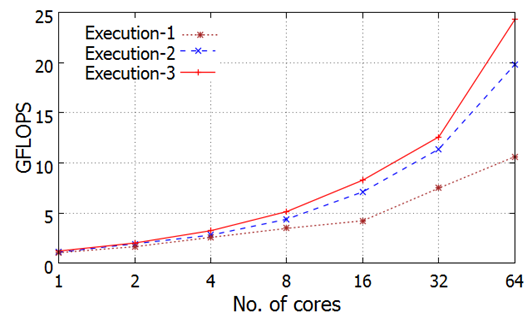 25
20
15
10
5
0
GFLOPS
Execution-1
Execution-2
Execution-3
1 2 4 8 16 32 64
No. of cores